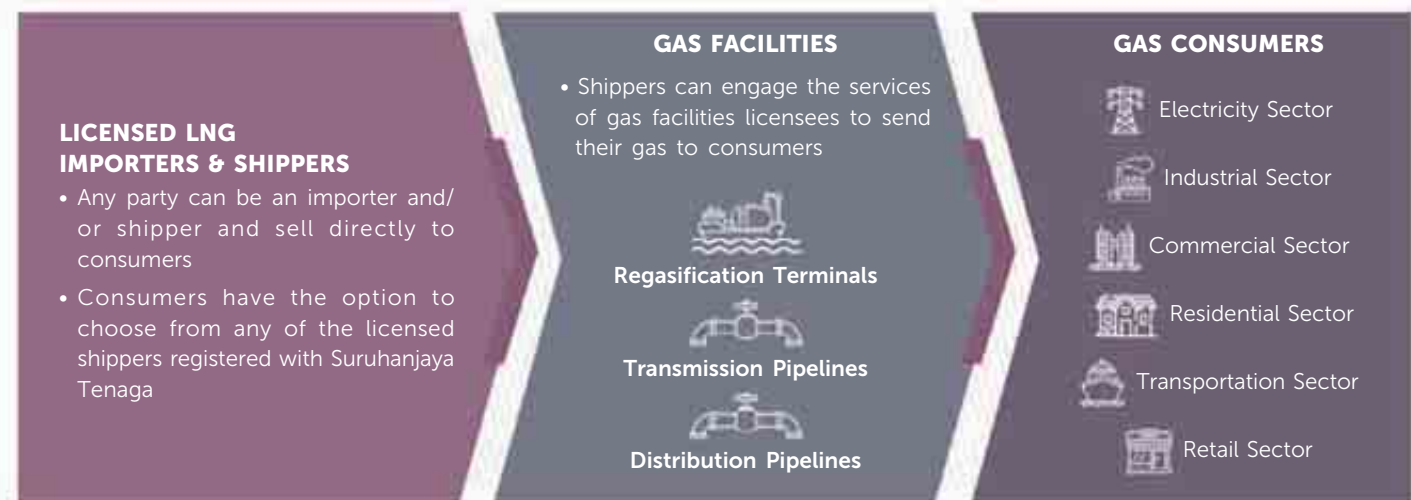 LICENSED LNG
IMPORTERS & SHIPPERS
• Any party can be an importer and/
or shipper and sell directly to
consumers
• Consumers have the option to
choose from any of the licensed
shippers registered with Suruhanjaya
Tenaga
GAS FACILITIES
• Shippers can engage the services
of gas facilities licensees to send
their gas to consumers
Regasification Terminals
Transmission Pipelines
Distribution Pipelines
GAS CONSUMERS
Electricity Sector
Industrial Sector
Commercial Sector
Residential Sector
Transportation Sector
Retail Sector